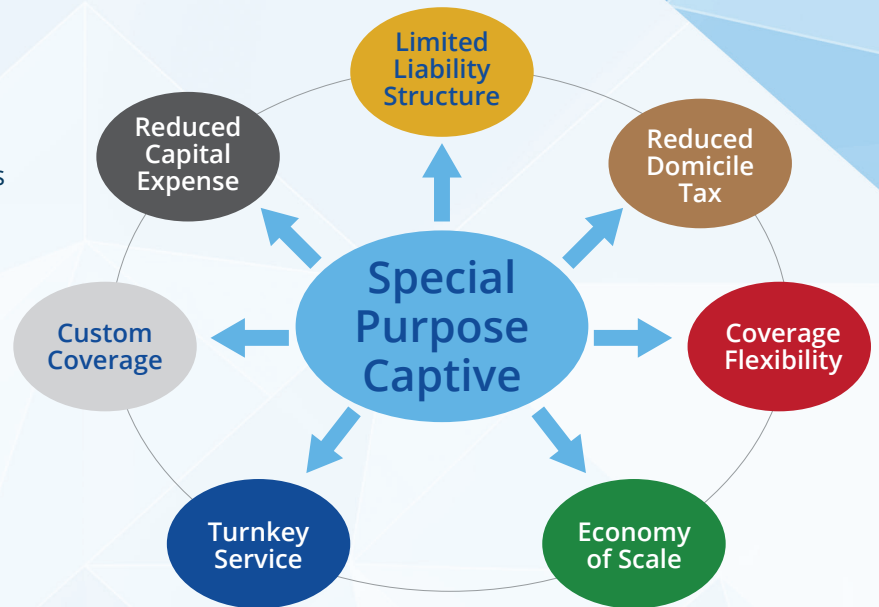 Limited
Liability
Structure
Reduced
Capital
Expense
Reduced
Domicile
Tax
s
Special
Purpose
Captive
Custom
Coverage
Coverage
Flexibility
Turnkey
Service
Economy
of Scale